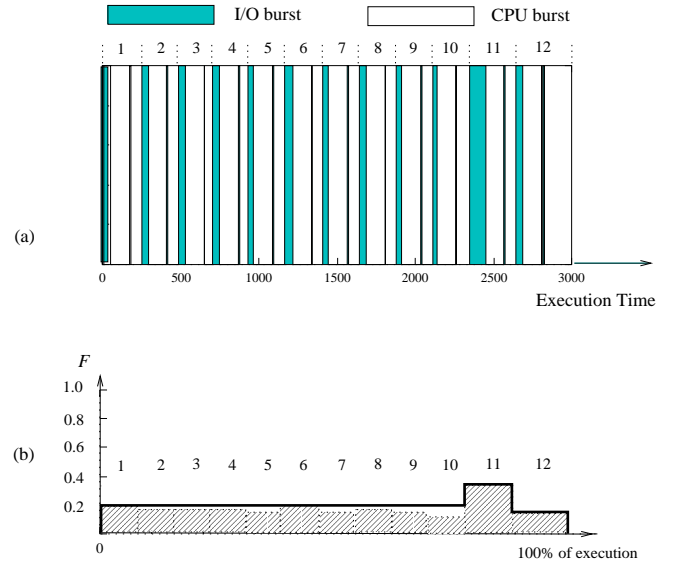 I/O burst CPU burst
1 2 3 4 5 6 7 8 9 10 11 12
(a)
0 500 1000 1500 2000 2500 3000
Execution Time
F
1.0
0.8
0.6
(b)
1 2 3 4 5 6 7 8 9 10 11 12
0.4
0.2
0
100% of execution